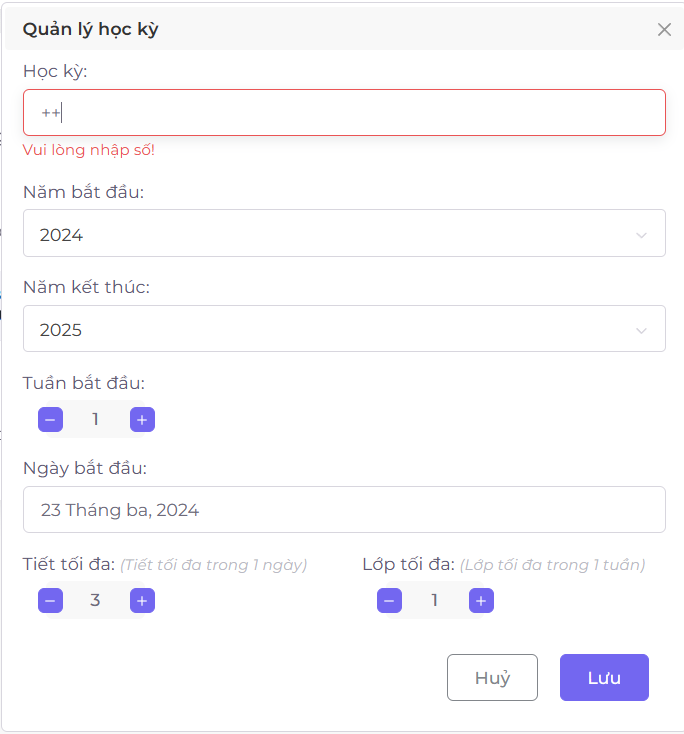 Quản lý học kỳ
Học kỳ:
++
Vui lòng nhập số!
Năm bắt đầu:
2024
Năm kết thúc:
2025
Tuần bắt đầu:
1
Ngày bắt đầu:
23 Tháng ba, 2024
Tiết tối đa: (Tiết tối đa trong 1 ngày) Lớp tối đa: (Lớp tối đa trong 1 tuần)
3 1
Huỷ Lưu